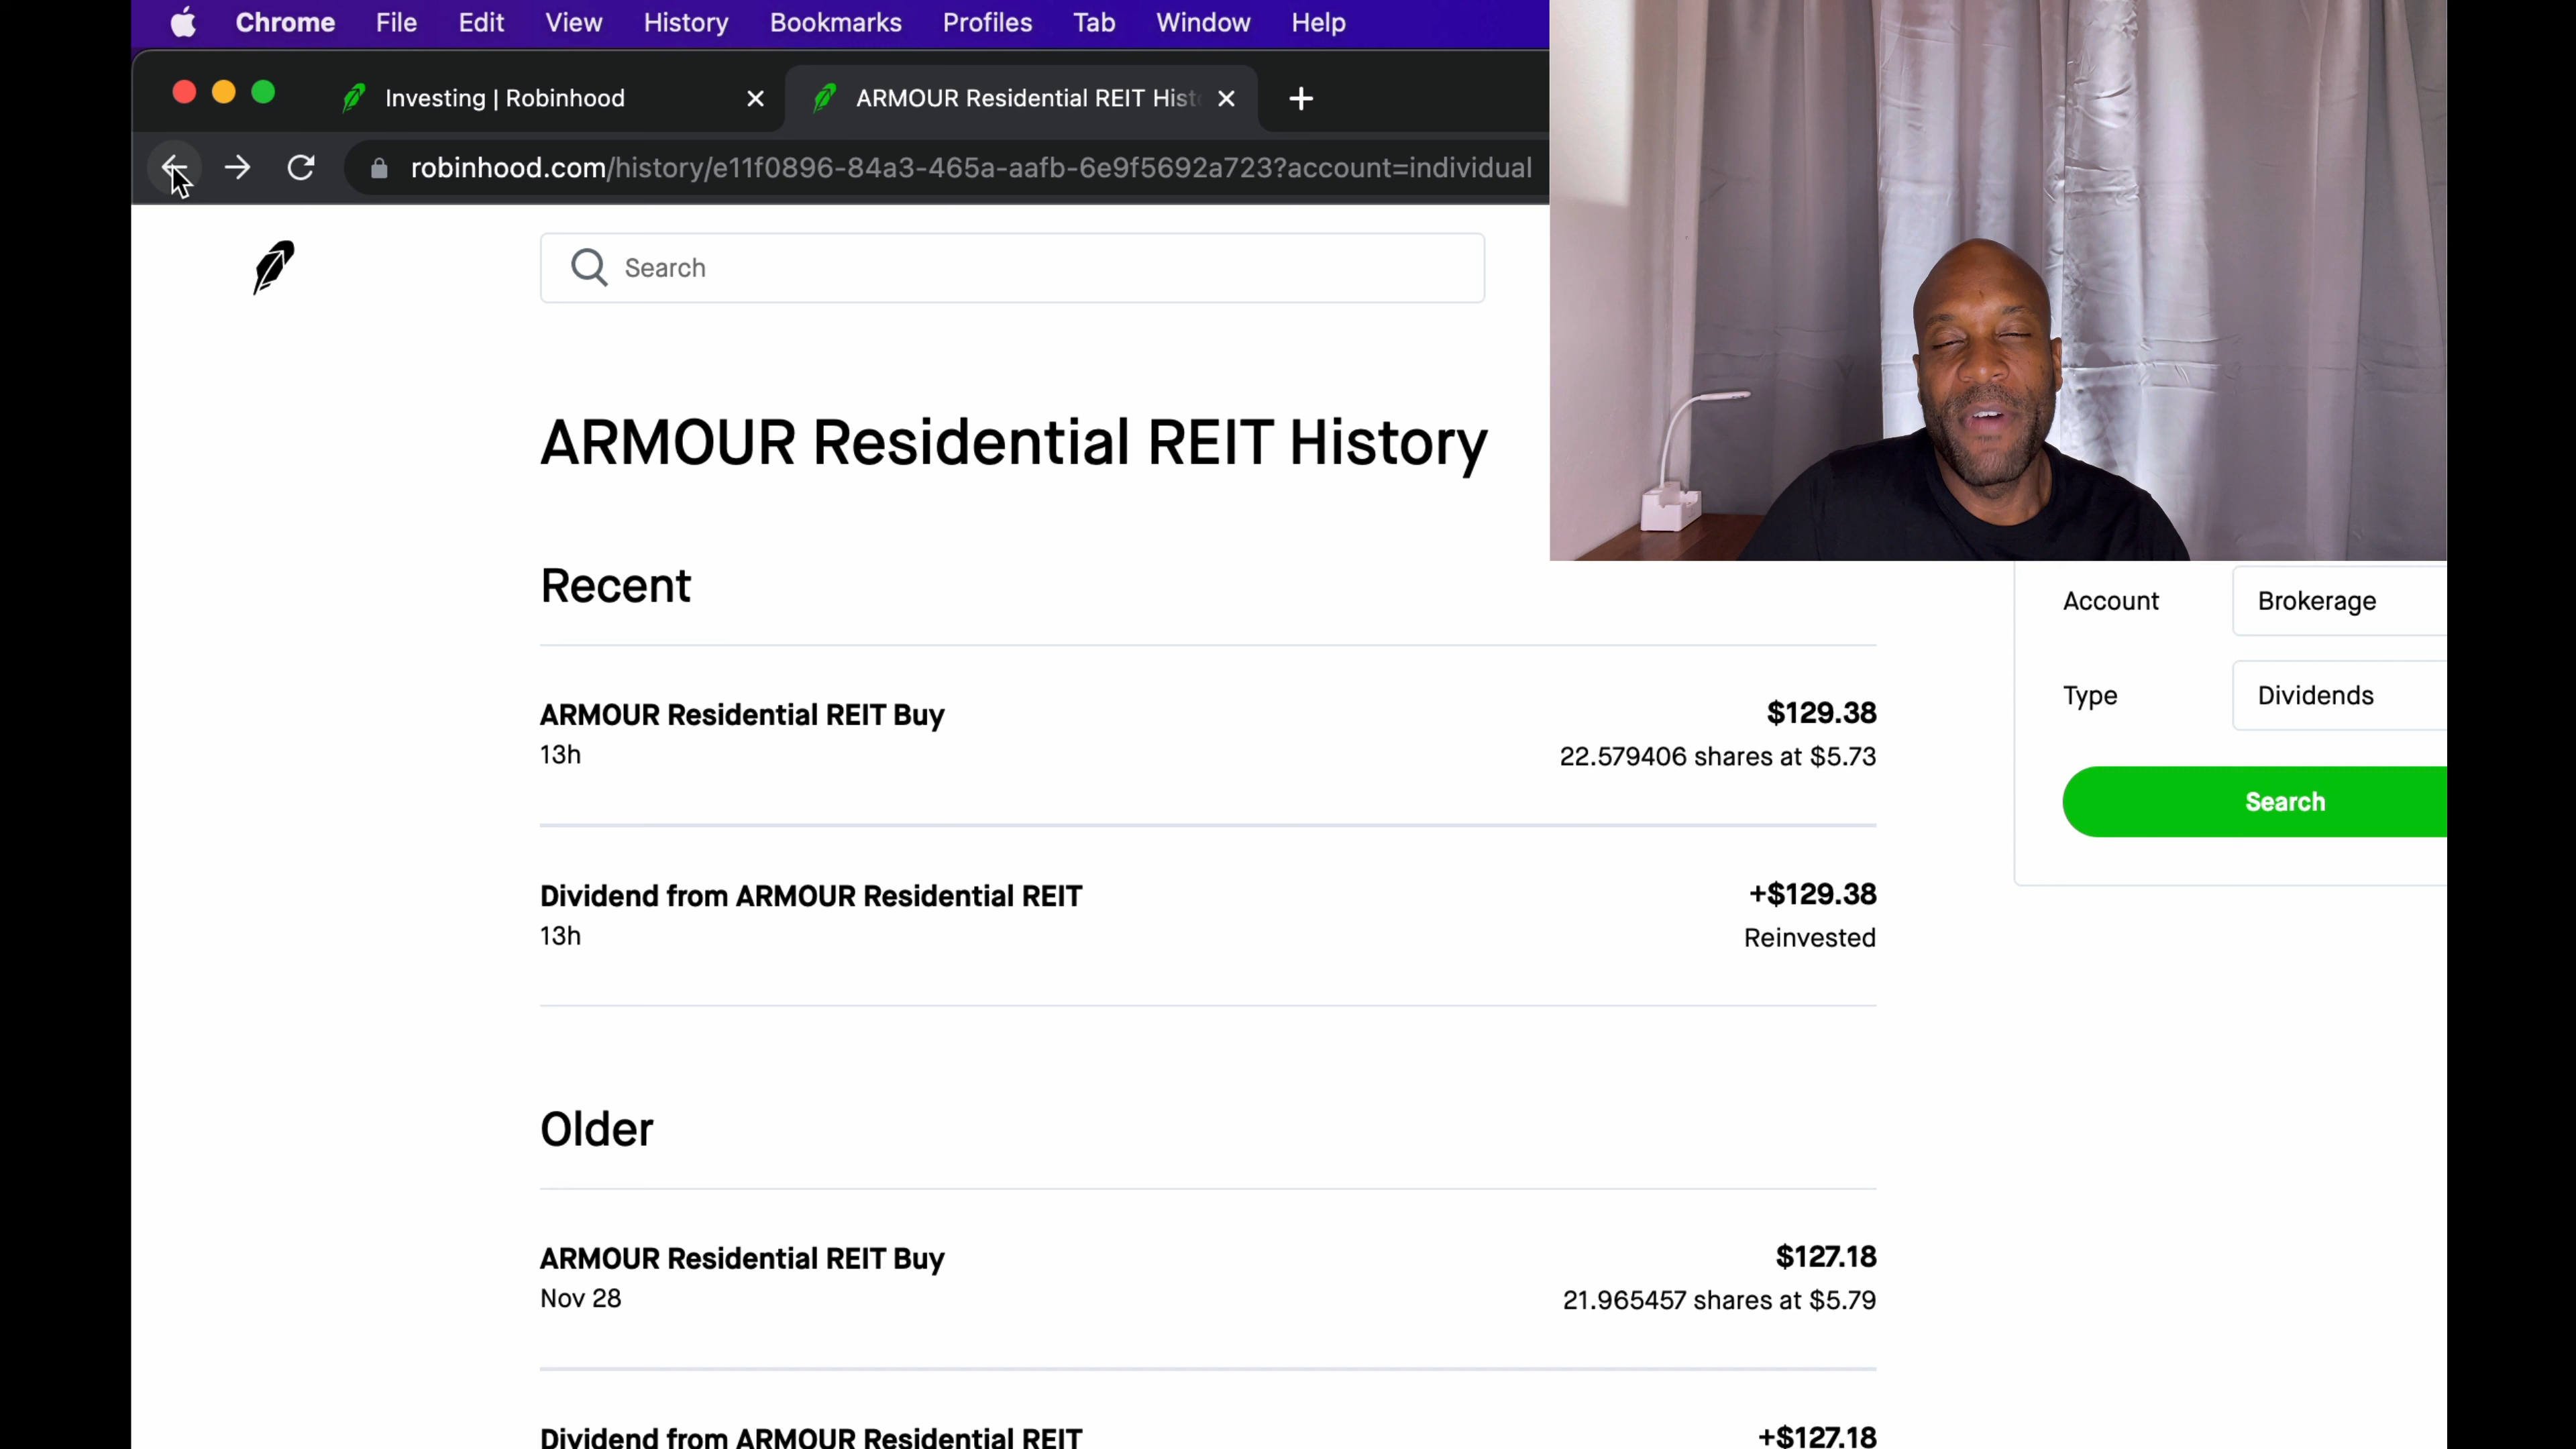 Chrome File Edit View History Bookmarks Profiles Tab Window Help
Investing | Robinhood
ARMOUR Residential REIT Hist
robinhood.com/history/e11f0896-84a3-465a-aafb-6e9f5692a723?account=individual
Search
ARMOUR Residential REIT History
Recent
ARMOUR Residential REIT Buy $129.38
13h 22.579406 shares at $5.73
Dividend from ARMOUR Residential REIT +$129.38
13h Reinvested
Older
ARMOUR Residential REIT Buy $127.18
Nov 28 21.965457 shares at $5.79
Dividend from ARMOUR Residential REIT +$127.18
Account Brokerage
Type Dividends
Search